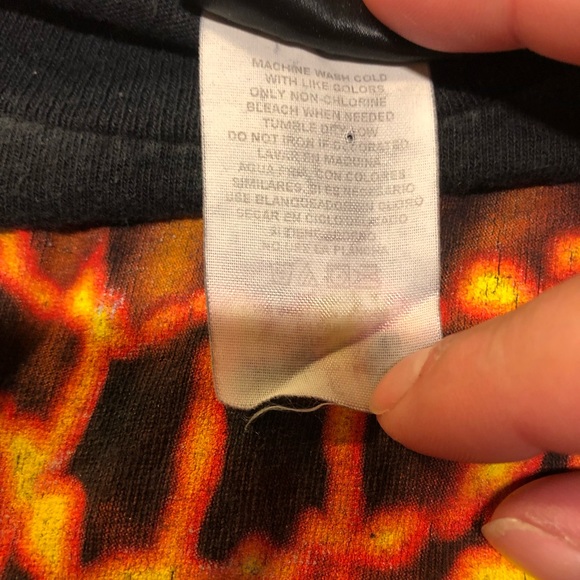 MACHINE WASH COLD
WITH LIKE COLORS
ONLY NON-CHLORINE
BLEACH WHEN NEEDED
TUMBLE DRY LOW
DO NOT IRON IF DECORATED
LAVAR EN MAQUINA
AGUA FRIA CON COLORES
SIMILARES, SI ES NECESARIO
USE BLANQUEADOR SIN CLORO
SECAR EN CICLO
SI TIENE
NO USE LA PLANCHA